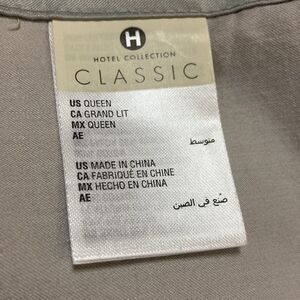 H
HOTEL COLLECTION
CLASSIC
US QUEEN
CA GRAND LIT
MX QUEEN
AE متوسط
US MADE IN CHINA
CA FABRIQUÉ EN CHINE
MX HECHO EN CHINA
AE صنع في الصين